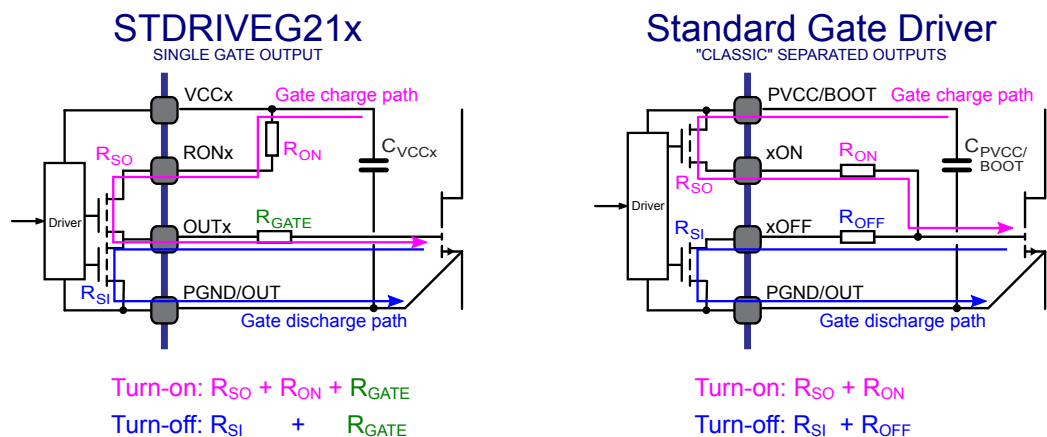 STDRIVEG21x
SINGLE GATE OUTPUT
VCCx
Gate charge path
RSO
RONx
RON
CVCCx
Driver
OUTx
RGATE
RSI
PGND/OUT
Gate discharge path
Turn-on: RSO + RON + RGATE
Turn-off: RSI + RGATE
Standard Gate Driver
"CLASSIC" SEPARATED OUTPUTS
PVCC/BOOT
Gate charge path
xON
RON
CPVCC/
BOOT
RSO
Driver
RSI
xOFF
ROFF
PGND/OUT
Gate discharge path
Turn-on: RSO + RON
Turn-off: RSI + ROFF